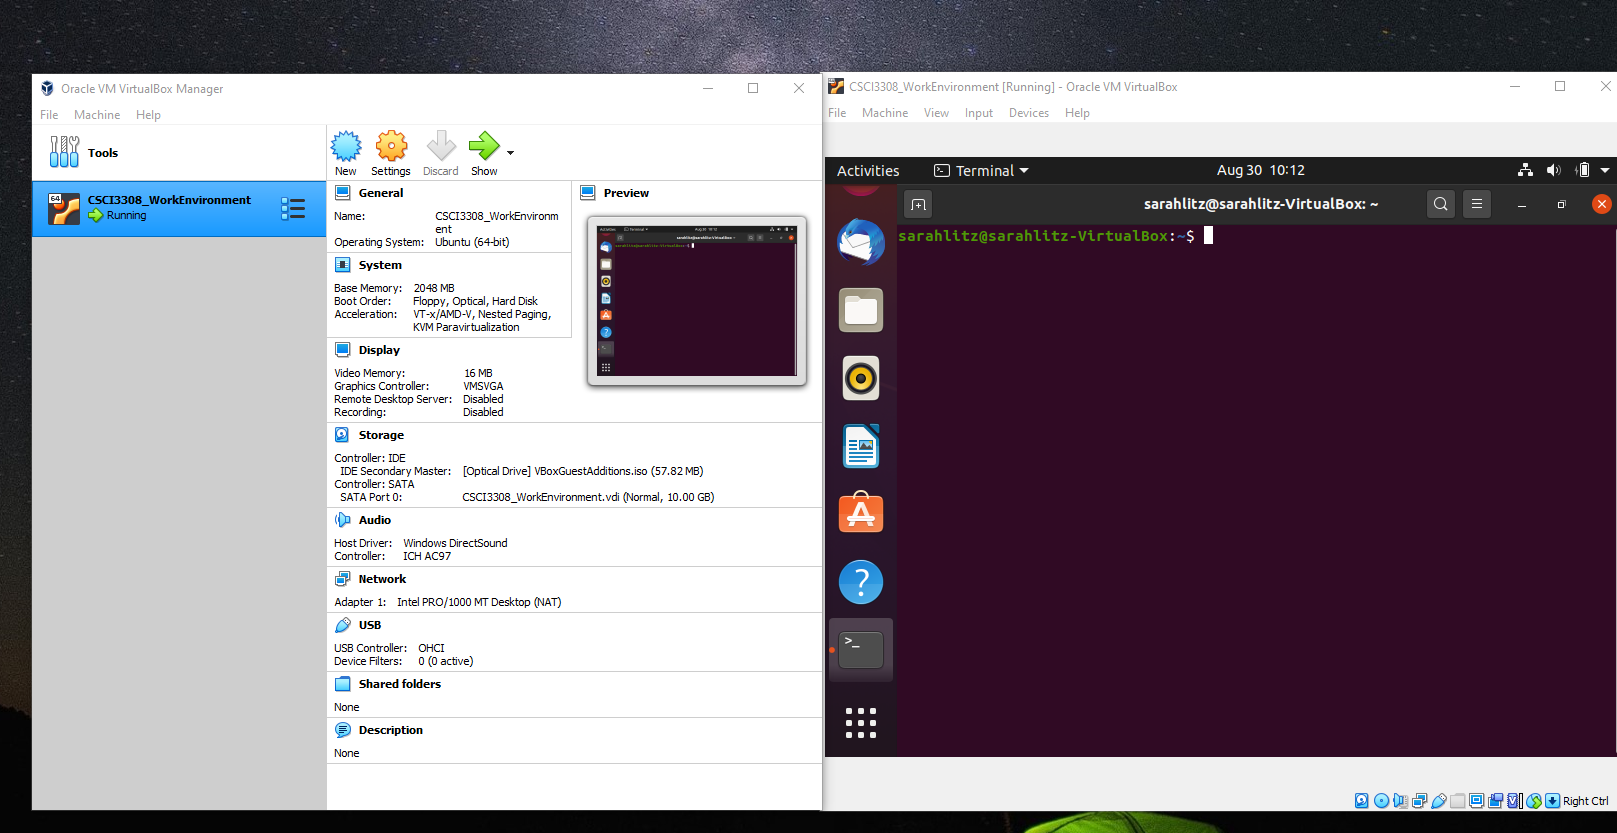 Oracle VM VirtualBox Manager
File Machine Help
Tools
New Settings Discard Show
64
CSCI3308_WorkEnvironment
Running
General
Name: CSCI3308_WorkEnvironm
ent
Operating System: Ubuntu (64-bit)
System
Base Memory: 2048 MB
Boot Order: Floppy, Optical, Hard Disk
Acceleration: VT-x/AMD-V, Nested Paging,
KVM Paravirtualization
Preview
Display
Video Memory: 16 MB
Graphics Controller: VMSVGA
Remote Desktop Server: Disabled
Recording: Disabled
Storage
Controller: IDE
IDE Secondary Master: [Optical Drive] VBoxGuestAdditions.iso (57.82 MB)
Controller: SATA
SATA Port 0: CSCI3308_WorkEnvironment.vdi (Normal, 10.00 GB)
Audio
Host Driver: Windows DirectSound
Controller: ICH AC97
Network
Adapter 1: Intel PRO/1000 MT Desktop (NAT)
USB
USB Controller: OHCI
Device Filters: 0 (0 active)
Shared folders
None
Description
None
CSCI3308_WorkEnvironment [Running] - Oracle VM VirtualBox
File Machine View Input Devices Help
Activities Terminal Aug 30 10:12
sarahlitz@sarahlitz-VirtualBox: ~
sarahlitz@sarahlitz-VirtualBox:~$
>_
Right Ctrl